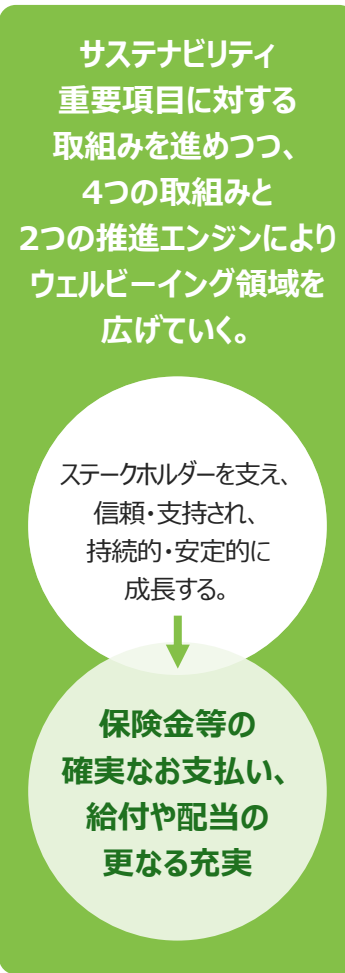 サステナビリティ
重要項目に対する
取組みを進めつつ、
4つの取組みと
2つの推進エンジンにより
ウェルビーイング領域を
広げていく。
ステークホルダーを支え、
信頼・支持され、
持続的・安定的に
成長する。
保険金等の
確実なお支払い、
給付や配当の
更なる充実